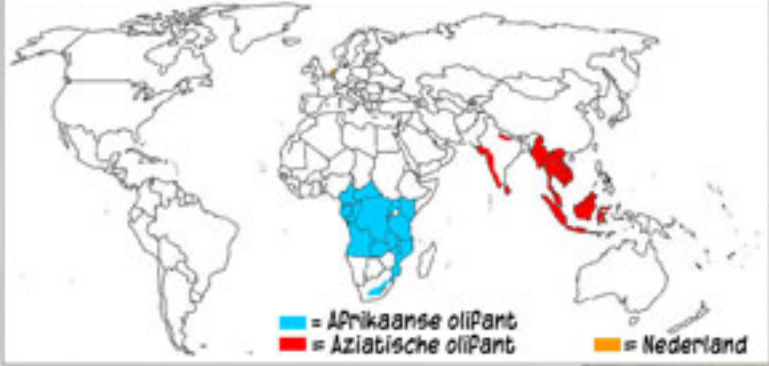 = Afrikaanse olifant
= Aziatische olifant
= Nederland